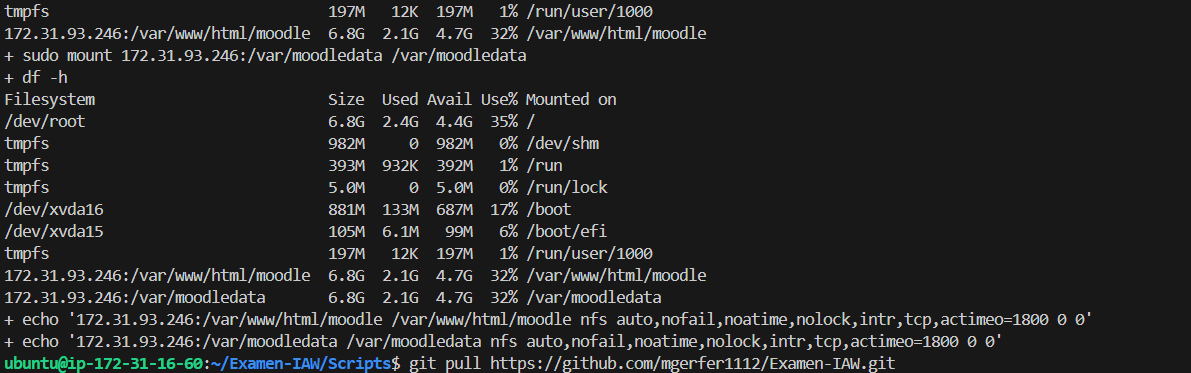 tmpfs 197M 12K 197M 1% /run/user/1000
172.31.93.246:/var/www/html/moodle 6.8G 2.1G 4.7G 32% /var/www/html/moodle
+ sudo mount 172.31.93.246:/var/moodledata /var/moodledata
+ df -h
Filesystem Size Used Avail Use% Mounted on
/dev/root 6.8G 2.4G 4.4G 35% /
tmpfs 982M 0 982M 0% /dev/shm
tmpfs 393M 932K 392M 1% /run
tmpfs 5.0M 0 5.0M 0% /run/lock
/dev/xvda16 881M 133M 687M 17% /boot
/dev/xvda15 105M 6.1M 99M 6% /boot/efi
tmpfs 197M 12K 197M 1% /run/user/1000
172.31.93.246:/var/www/html/moodle 6.8G 2.1G 4.7G 32% /var/www/html/moodle
172.31.93.246:/var/moodledata 6.8G 2.1G 4.7G 32% /var/moodledata
+ echo '172.31.93.246:/var/www/html/moodle /var/www/html/moodle nfs auto,nofail,noatime,nolock,intr,tcp,actimeo=1800 0 0'
+ echo '172.31.93.246:/var/moodledata /var/moodledata nfs auto,nofail,noatime,nolock,intr,tcp,actimeo=1800 0 0'
ubuntu@ip-172-31-16-60:~/Examen-IAW/Scripts$ git pull https://github.com/mgerfer1112/Examen-IAW.git